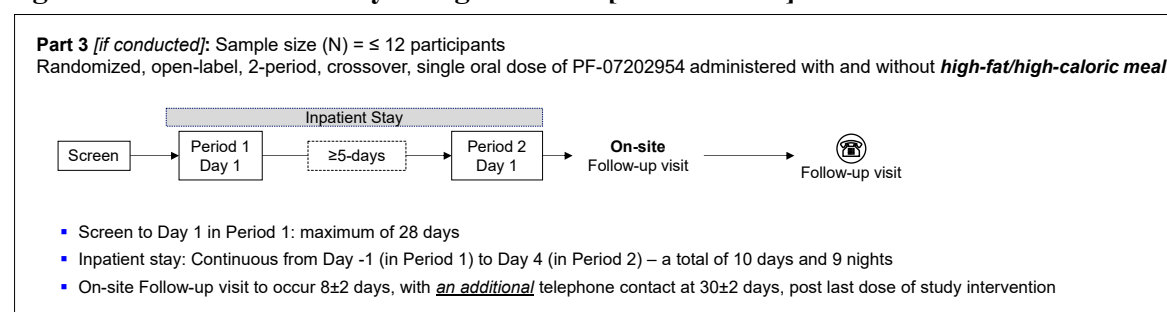 Part 3 [if conducted]: Sample size (N) = ≤ 12 participants
Randomized, open-label, 2-period, crossover, single oral dose of PF-07202954 administered with and without high-fat/high-caloric meal
Inpatient Stay
Screen
Period 1
Day 1
≥5-days
Period 2
Day 1
On-site
Follow-up visit
Follow-up visit
▪ Screen to Day 1 in Period 1: maximum of 28 days
▪ Inpatient stay: Continuous from Day -1 (in Period 1) to Day 4 (in Period 2) – a total of 10 days and 9 nights
▪ On-site Follow-up visit to occur 8±2 days, with an additional telephone contact at 30±2 days, post last dose of study intervention